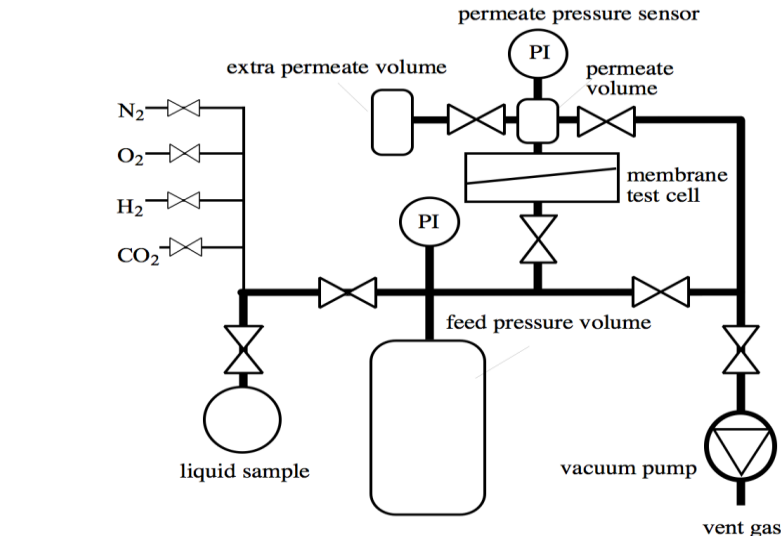 permeate pressure sensor
PI
extra permeate volume
permeate
volume
N2
O2
H2
CO2
membrane
test cell
PI
feed pressure volume
liquid sample
vacuum pump
vent gas